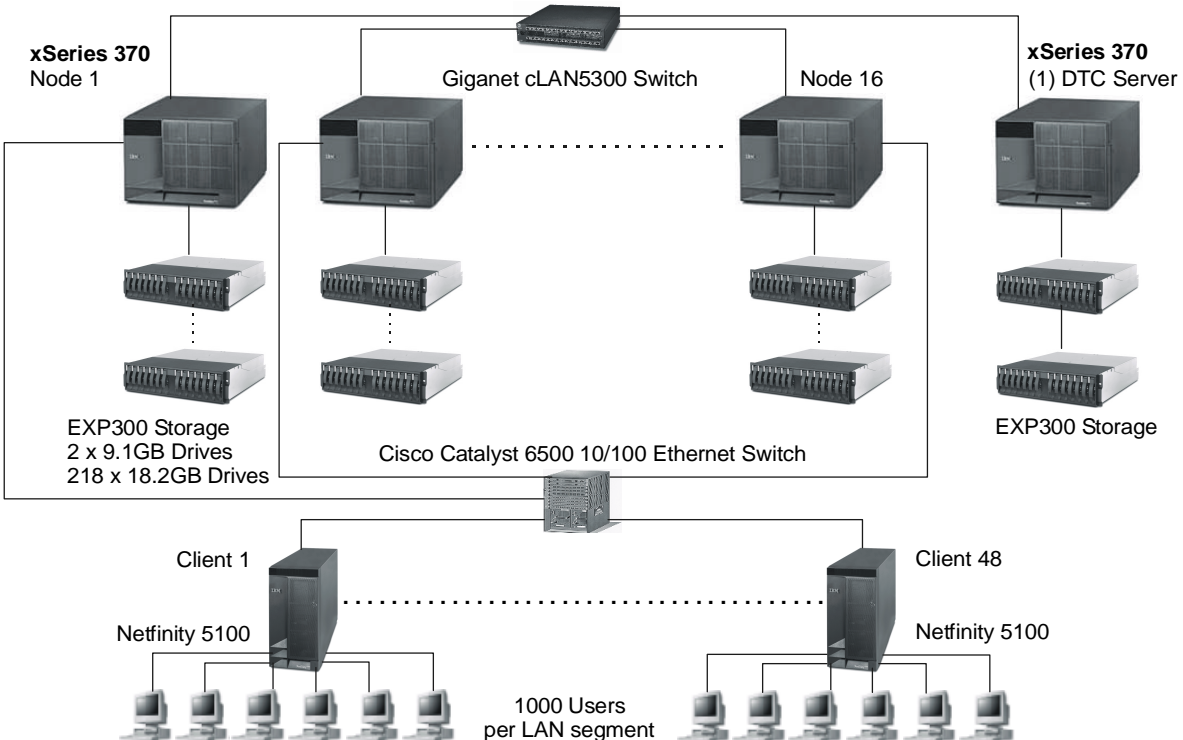 xSeries 370
Node 1
Giganet cLAN5300 Switch
Node 16
xSeries 370
(1) DTC Server
EXP300 Storage
2 x 9.1GB Drives
218 x 18.2GB Drives
Cisco Catalyst 6500 10/100 Ethernet Switch
EXP300 Storage
Client 1
Client 48
Netfinity 5100
Netfinity 5100
1000 Users
per LAN segment